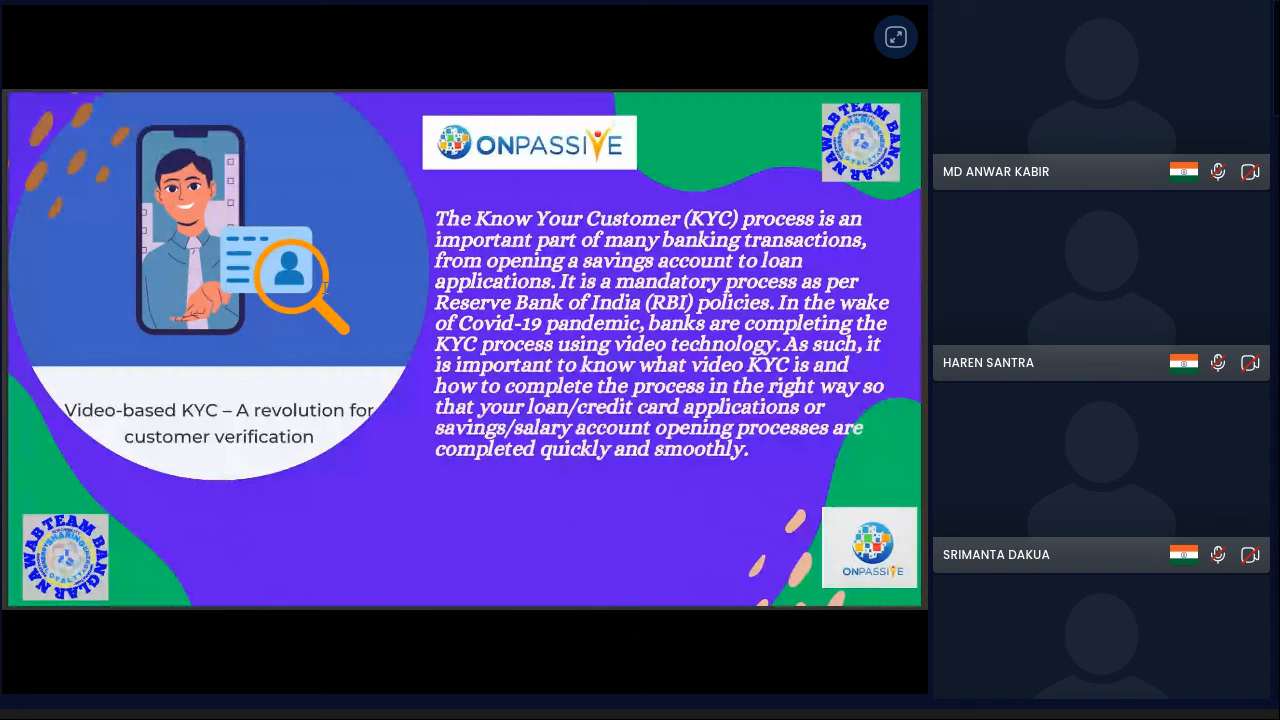 ONPASSIVE
NAWAB TEAM BANGLAR
SHARING
LOYALTY
The Know Your Customer (KYC) process is an
important part of many banking transactions,
from opening a savings account to loan
applications. It is a mandatory process as per
Reserve Bank of India (RBI) policies. In the wake
of Covid-19 pandemic, banks are completing the
KYC process using video technology. As such, it
is important to know what video KYC is and
how to complete the process in the right way so
that your loan/credit card applications or
savings/salary account opening processes are
completed quickly and smoothly.
Video-based KYC – A revolution for
customer verification
NAWAB TEAM BANGLAR
SHARING
LOYALTY
ONPASSIVE
MD ANWAR KABIR
HAREN SANTRA
SRIMANTA DAKUA